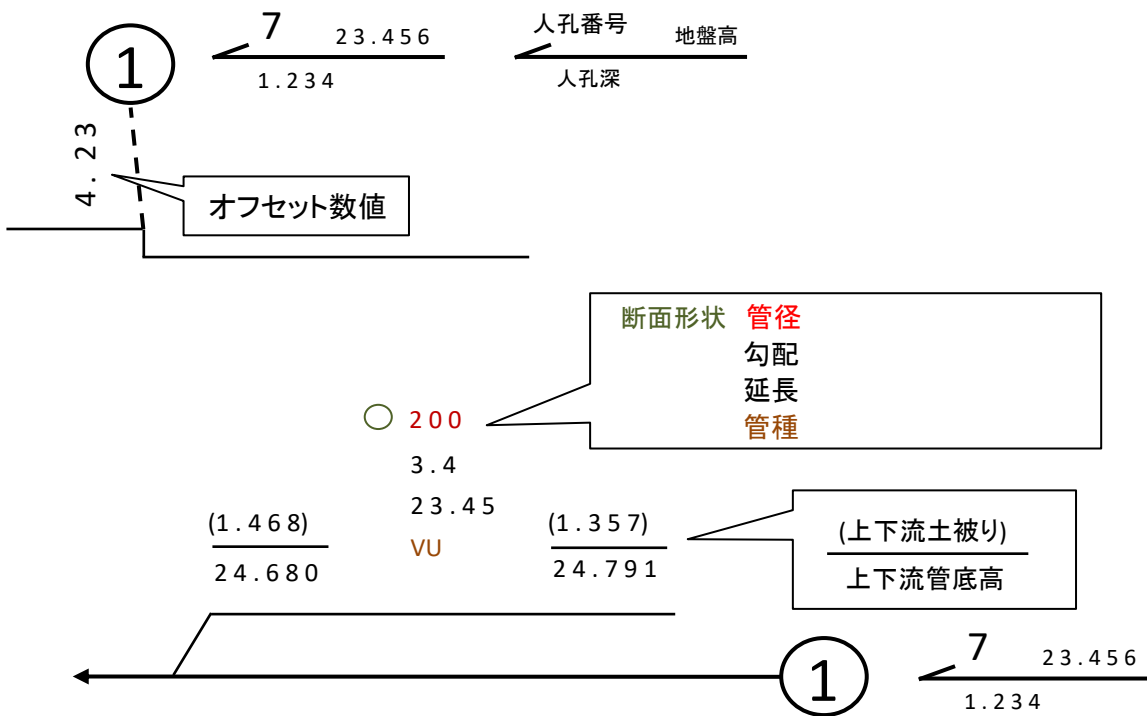 1
7 23.456
1.234
人孔番号 地盤高
人孔深
4.23
オフセット数値
断面形状 管径
勾配
延長
管種
200
3.4
23.45
VU
(1.468)
24.680
(1.357)
24.791
(上下流土被り)
上下流管底高
1
7 23.456
1.234